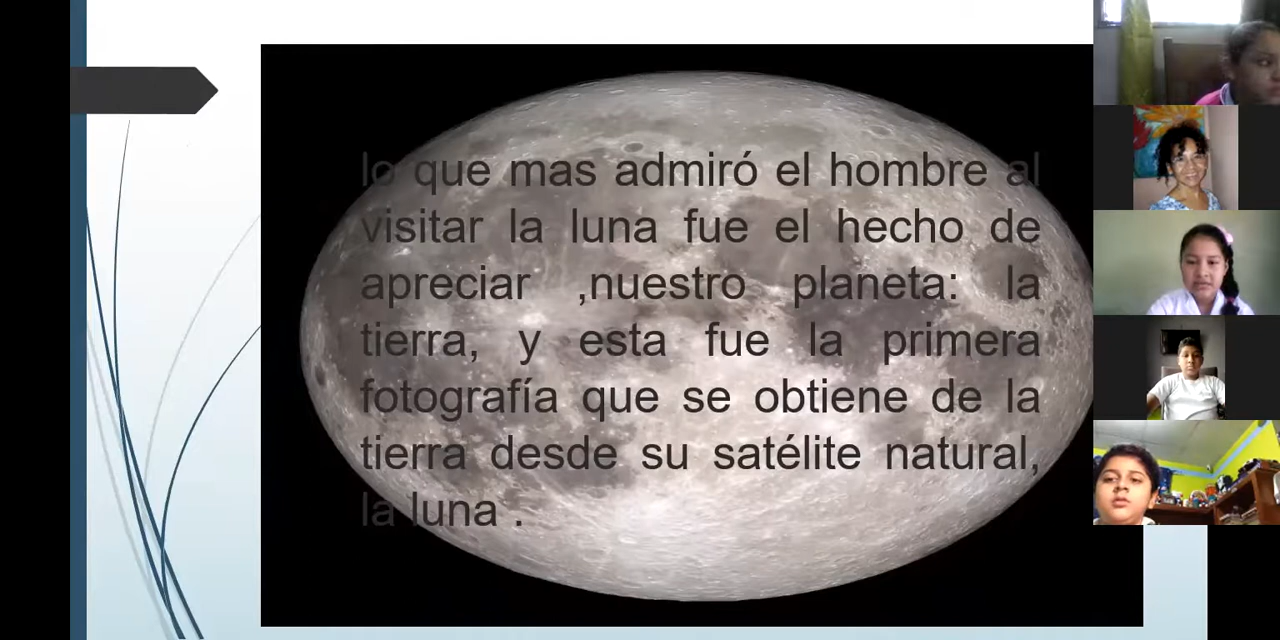 lo que mas admiró el hombre al
visitar la luna fue el hecho de
apreciar ,nuestro planeta: la
tierra, y esta fue la primera
fotografía que se obtiene de la
tierra desde su satélite natural,
la luna .